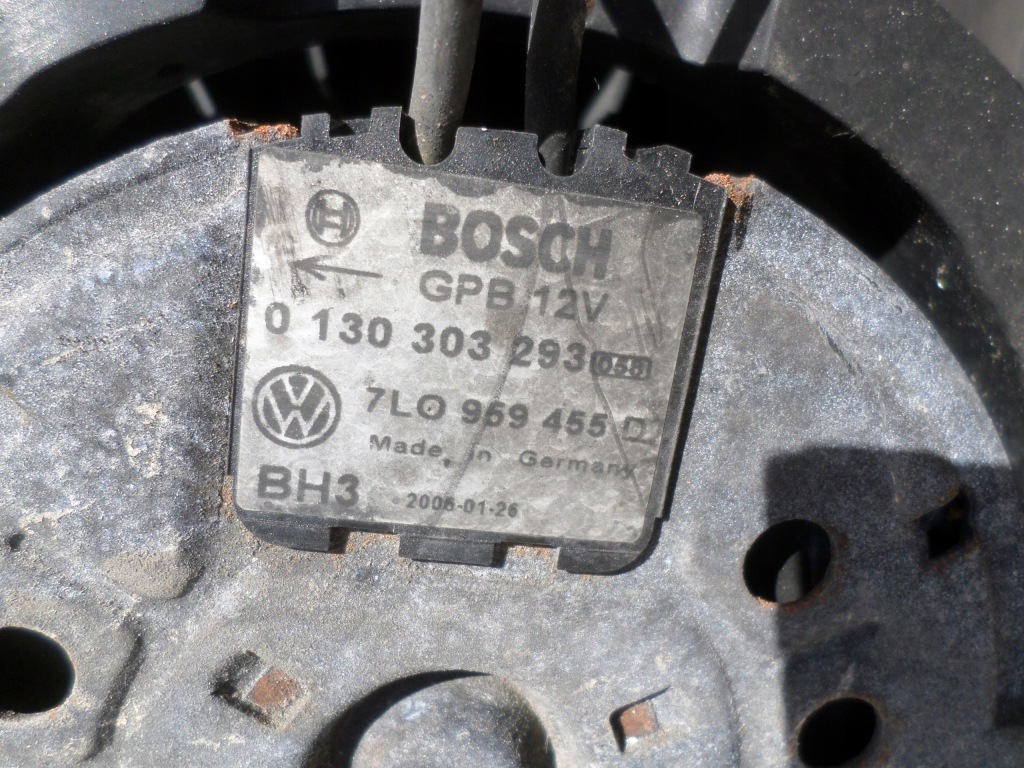 BOSCH
GPB 12V
0 130 303 293 058
7L0 959 455 D
Made in Germany
BH3 2006-01-26